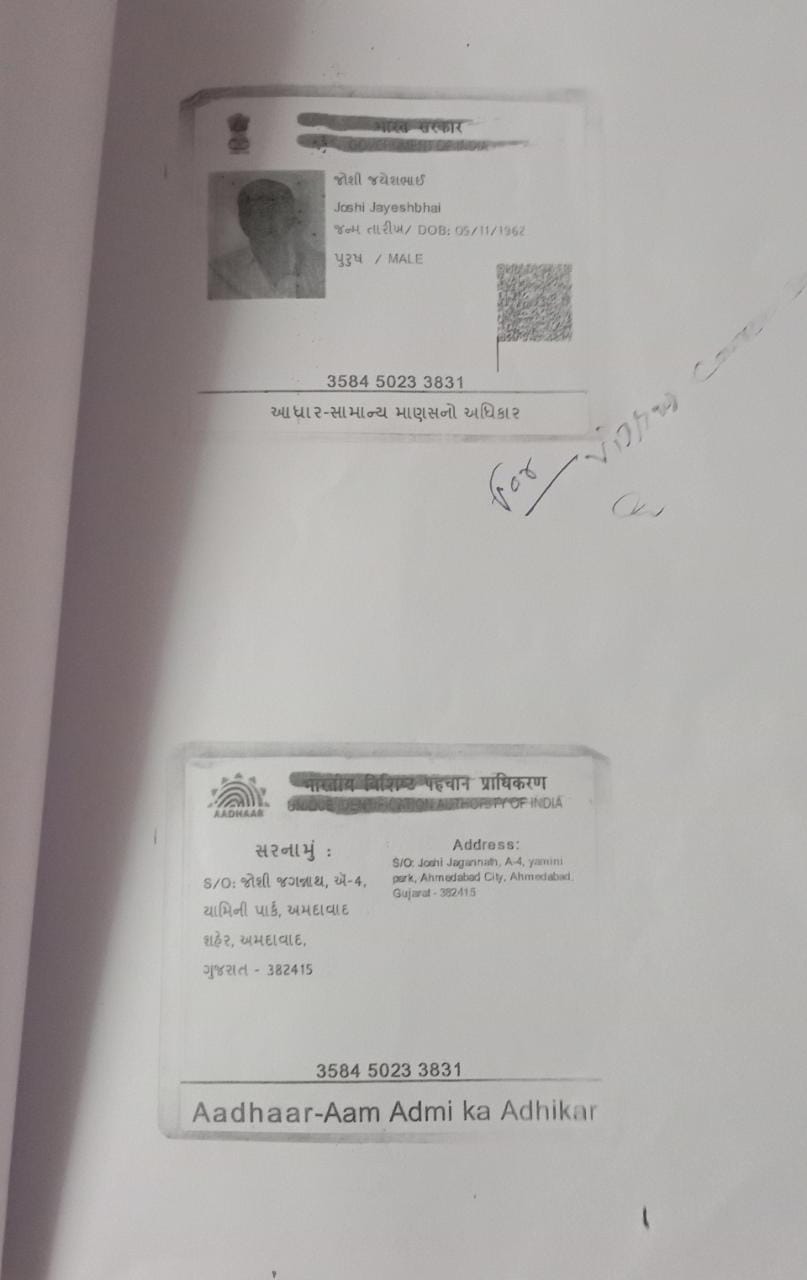 भारत सरकार
GOVERNMENT OF INDIA
જોશી જયેશભાઈ
Joshi Jayeshbhai
જન્મ તારીખ/ DOB: 05/11/1962
પુરુષ / MALE
3584 5023 3831
આધાર-સામાન્ય માણસનો અધિકાર
For
भारतीय विशिष्ट पहचान प्राधिकरण
UNIQUE IDENTIFICATION AUTHORITY OF INDIA
AADHAAR
સરનામું :
S/O: જોશી જગન્નાથ, એ-4,
યામિની પાર્ક, અમદાવાદ
શહેર, અમદાવાદ,
ગુજરાત - 382415
Address:
S/O: Joshi Jagannath, A-4, yamini
park, Ahmedabad City, Ahmedabad,
Gujarat - 382415
3584 5023 3831
Aadhaar-Aam Admi ka Adhikar